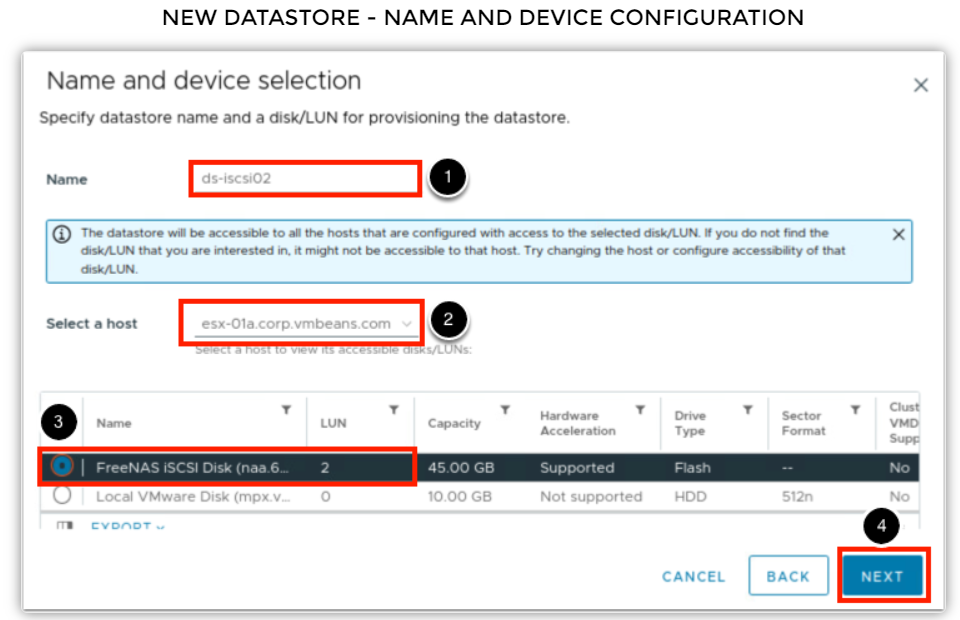 NEW DATASTORE - NAME AND DEVICE CONFIGURATION
Name and device selection
Specify datastore name and a disk/LUN for provisioning the datastore.
Name ds-iscsi02 1
The datastore will be accessible to all the hosts that are configured with access to the selected disk/LUN. If you do not find the
disk/LUN that you are interested in, it might not be accessible to that host. Try changing the host or configure accessibility of that
disk/LUN.
Select a host esx-01a.corp.vmbeans.com 2
Select a host to view its accessible disks/LUNs:
3 Name LUN Capacity Hardware Acceleration Drive Type Sector Format Clust VMD Supp
FreeNAS iSCSI Disk (naa.6... 2 45.00 GB Supported Flash -- No
Local VMware Disk (mpx.v... 0 10.00 GB Not supported HDD 512n No
EXPORT
4
CANCEL BACK NEXT